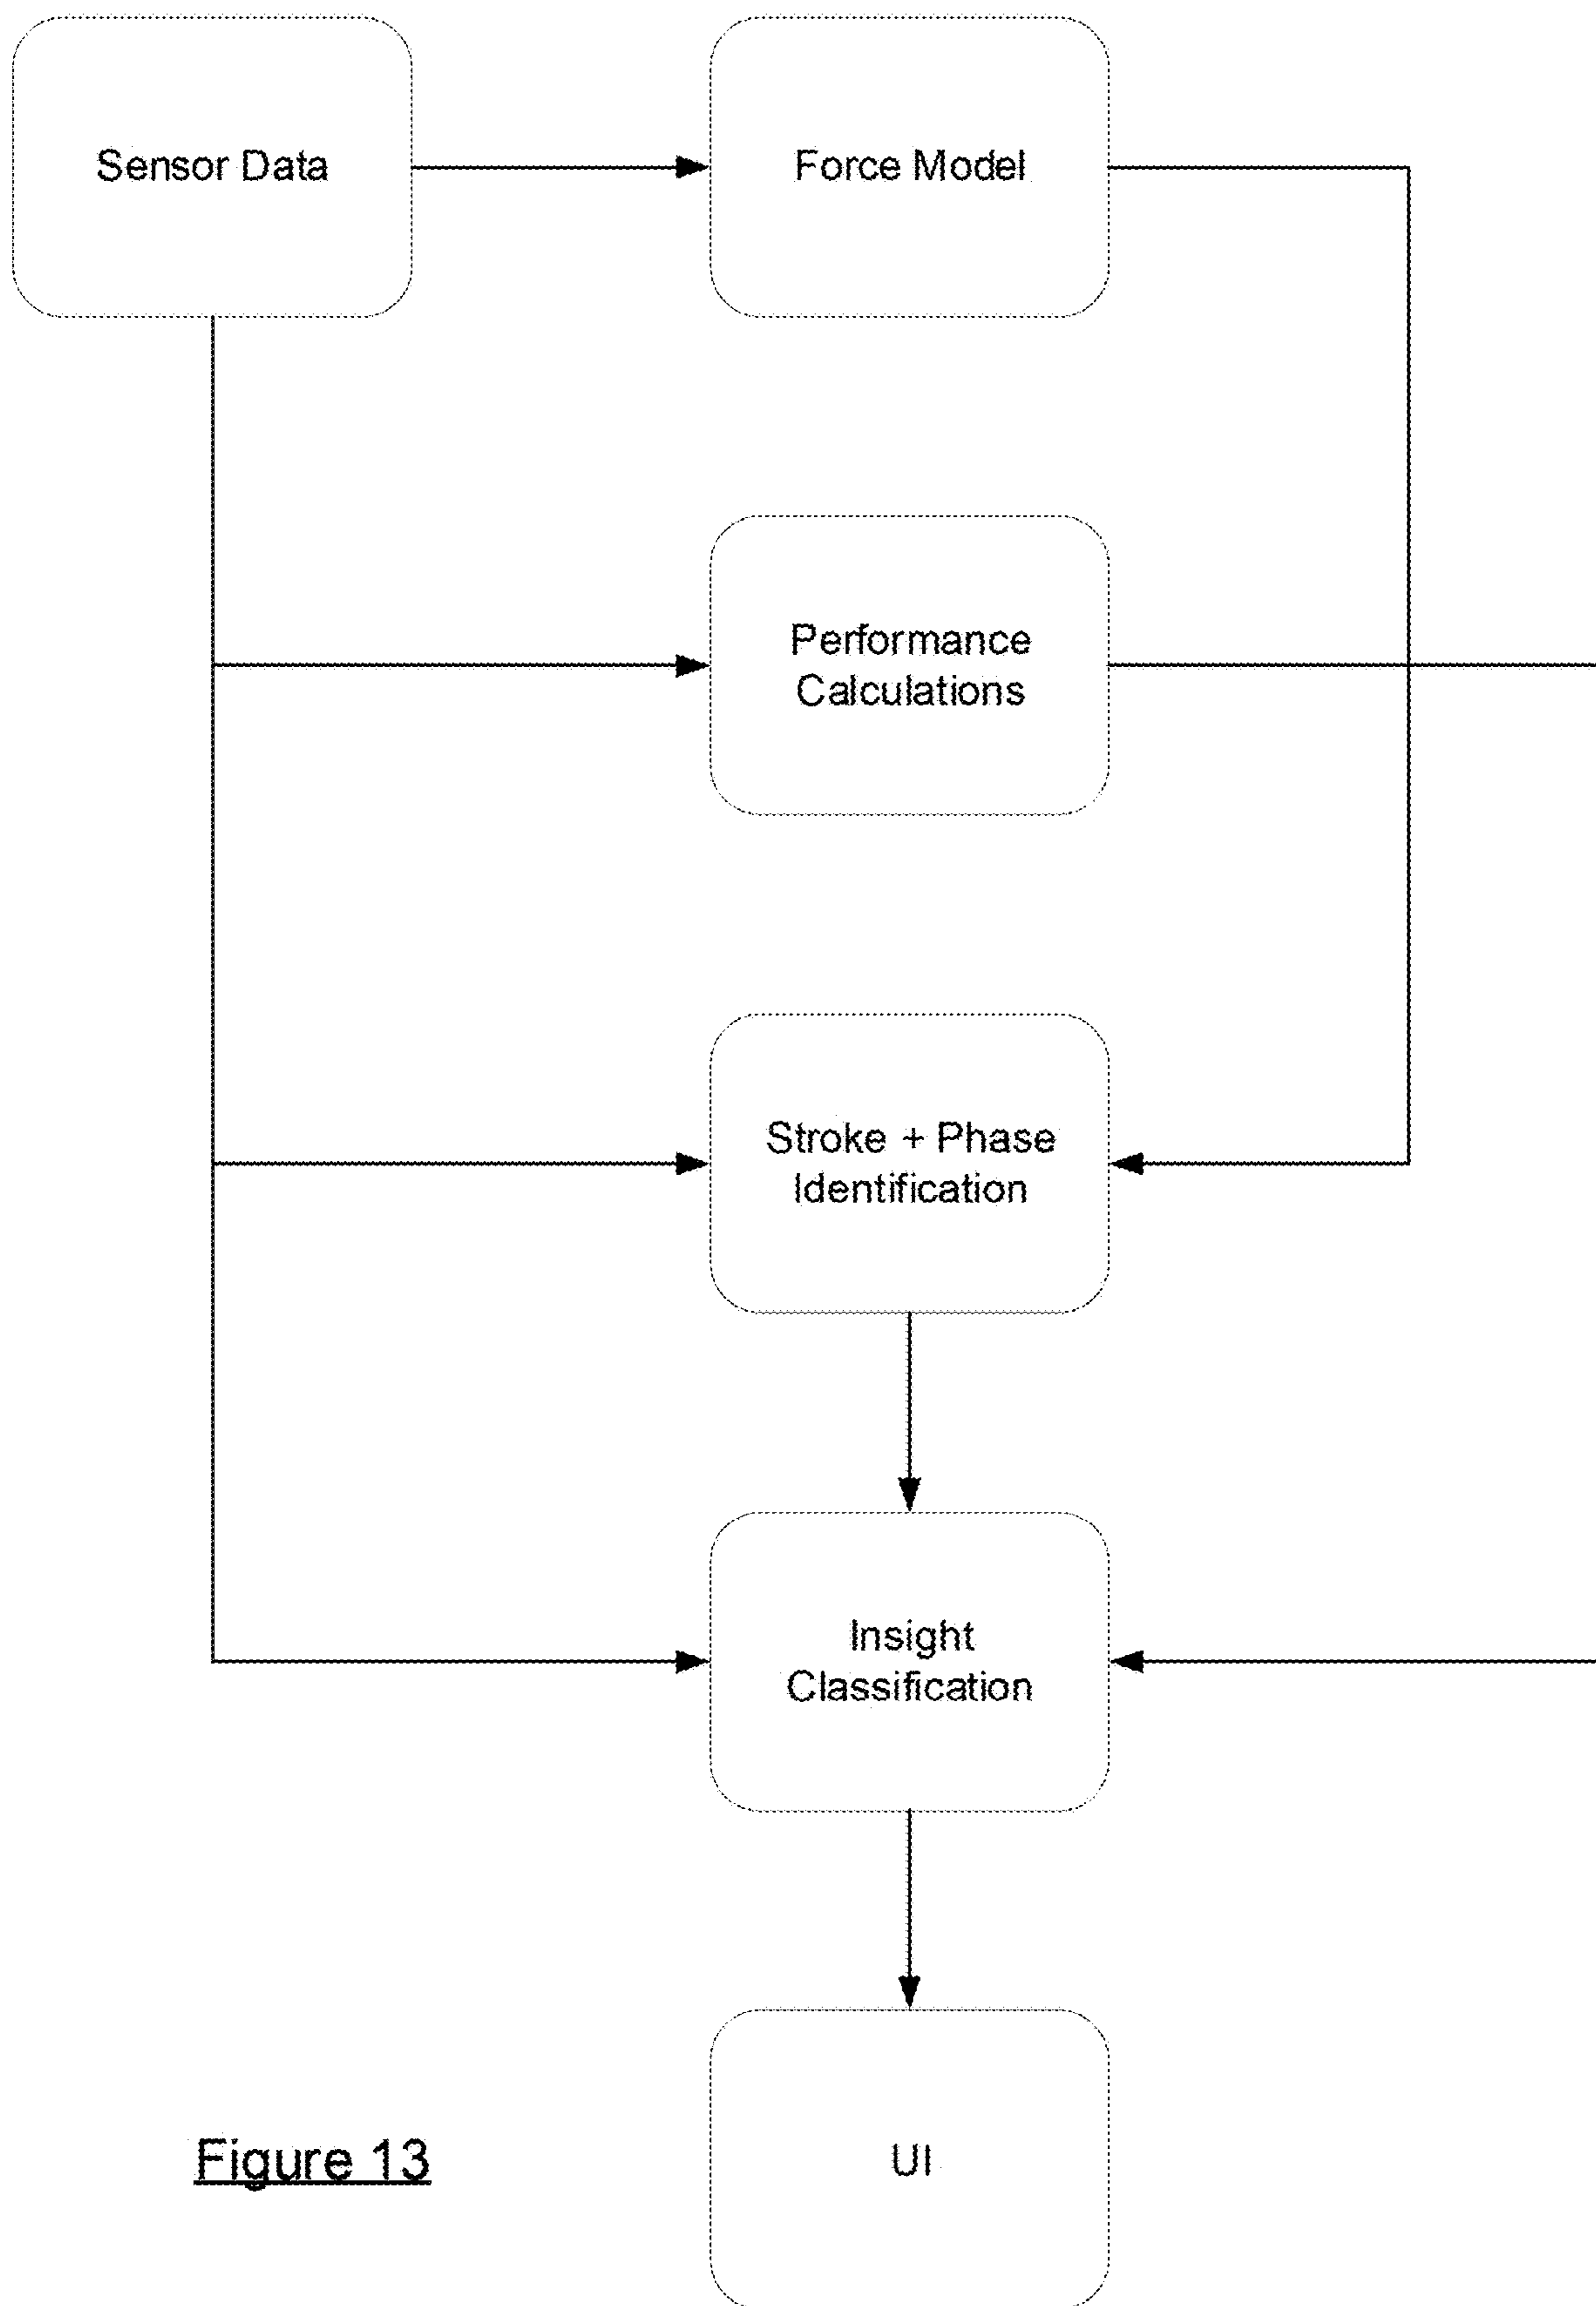 Sensor Data
Force Model
Performance
Calculations
Stroke + Phase
Identification
Insight
Classification
UI
Figure 13